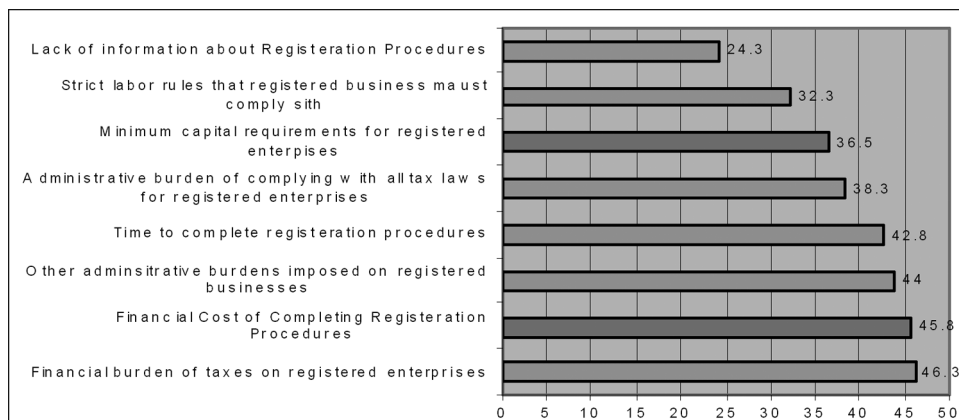 Lack of information about Registeration Procedures
24.3
Strict labor rules that registered business maust
comply sith
32.3
Minimum capital requirements for registered
enterpises
36.5
Administrative burden of complying with all tax laws
for registered enterprises
38.3
Time to complete registeration procedures
42.8
Other adminsitrative burdens imposed on registered
businesses
44
Financial Cost of Completing Registeration
Procedures
45.8
Financial burden of taxes on registered enterprises
46.3
0 5 10 15 20 25 30 35 40 45 50